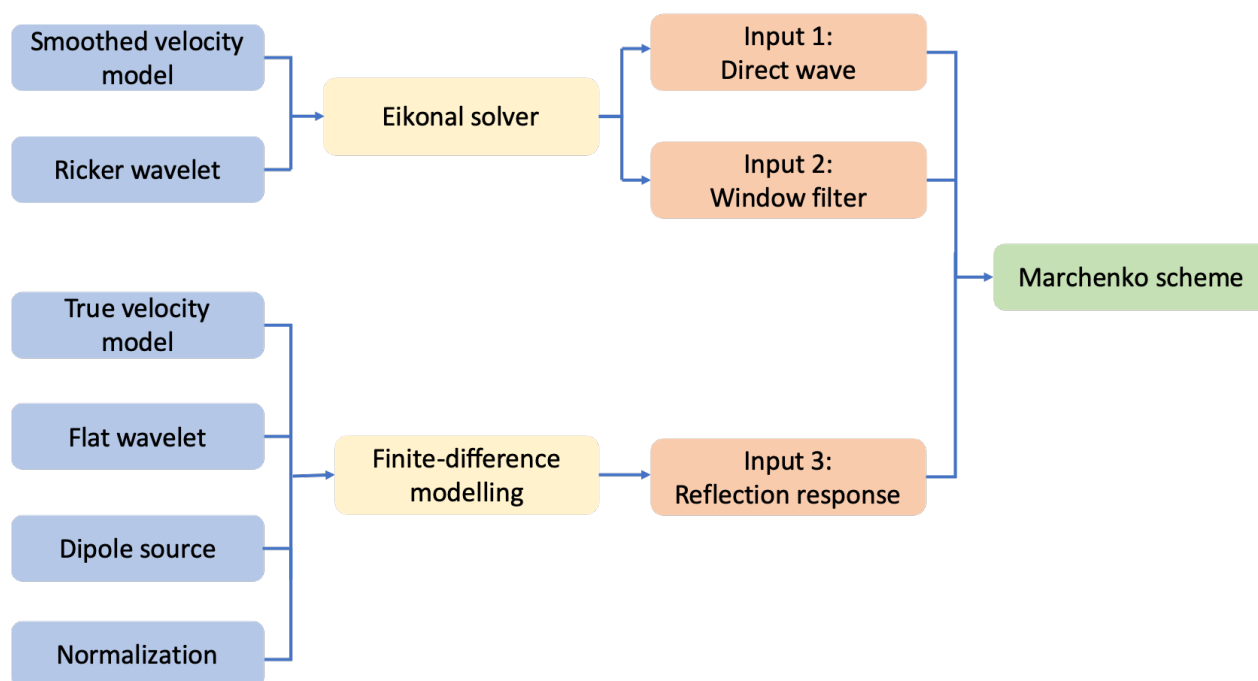 Smoothed velocity
model
Ricker wavelet
Eikonal solver
Input 1:
Direct wave
Input 2:
Window filter
Marchenko scheme
True velocity
model
Flat wavelet
Dipole source
Normalization
Finite-difference
modelling
Input 3:
Reflection response